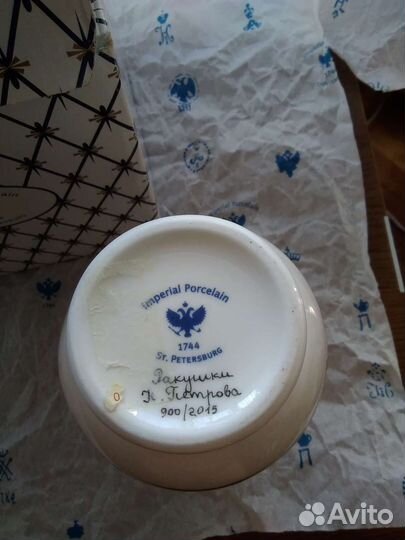 Imperial Porcelain
1744
St. PETERSBURG
Ракушки
Н. Петрова
900/2015
Avito